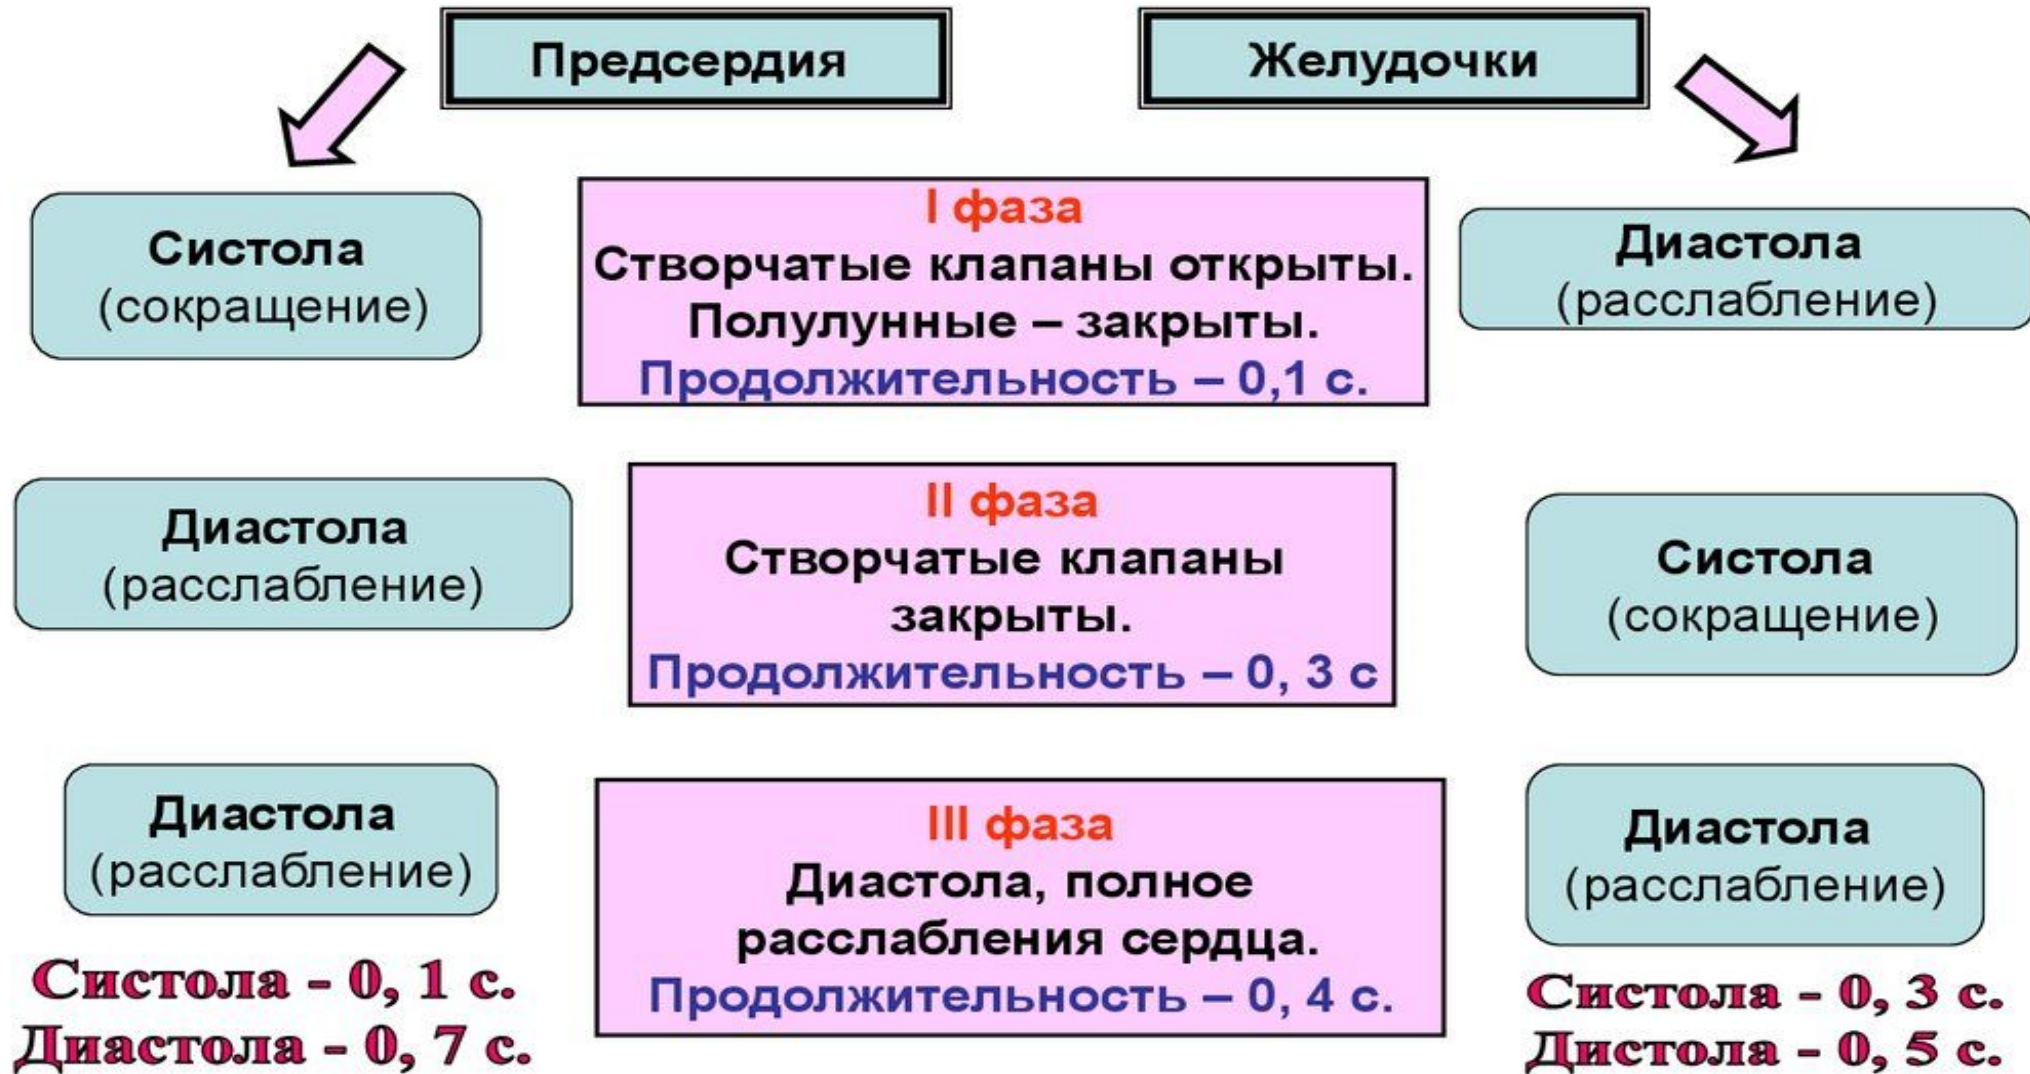 Предсердия
Желудочки
Систола
(сокращение)
I фаза
Створчатые клапаны открыты.
Полулунные – закрыты.
Продолжительность – 0,1 с.
Диастола
(расслабление)
Диастола
(расслабление)
II фаза
Створчатые клапаны
закрыты.
Продолжительность – 0, 3 с
Систола
(сокращение)
Диастола
(расслабление)
III фаза
Диастола, полное
расслабления сердца.
Продолжительность – 0, 4 с.
Диастола
(расслабление)
Систола - 0, 1 с.
Диастола - 0, 7 с.
Систола - 0, 3 с.
Дистола - 0, 5 с.